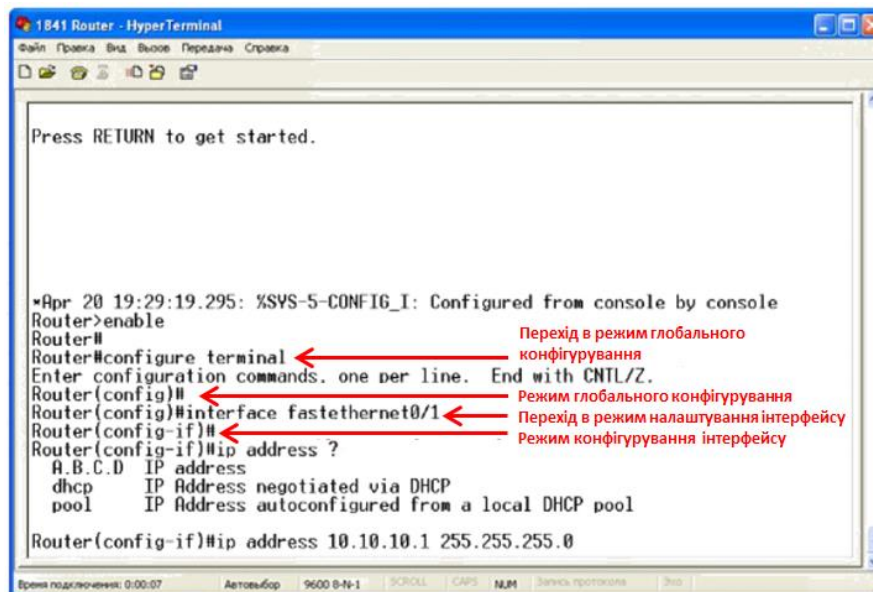 1841 Router - HyperTerminal
Файл Правка Вид Вызов Передача Справка
Press RETURN to get started.
*Apr 20 19:29:19.295: %SYS-5-CONFIG_I: Configured from console by console
Router>enable
Router#
Router#configure terminal
Перехід в режим глобального
конфігурування
Enter configuration commands, one per line. End with CNTL/Z.
Router(config)#
Режим глобального конфігурування
Router(config)#interface fastethernet0/1
Перехід в режим налаштування інтерфейсу
Router(config-if)#
Режим конфігурування інтерфейсу
Router(config-if)#ip address ?
A.B.C.D IP address
dhcp IP Address negotiated via DHCP
pool IP Address autoconfigured from a local DHCP pool
Router(config-if)#ip address 10.10.10.1 255.255.255.0
Время подключения: 0:00:07 Автовыбор 9600 8-N-1 SCROLL CAPS NUM Запись протокола Эхо